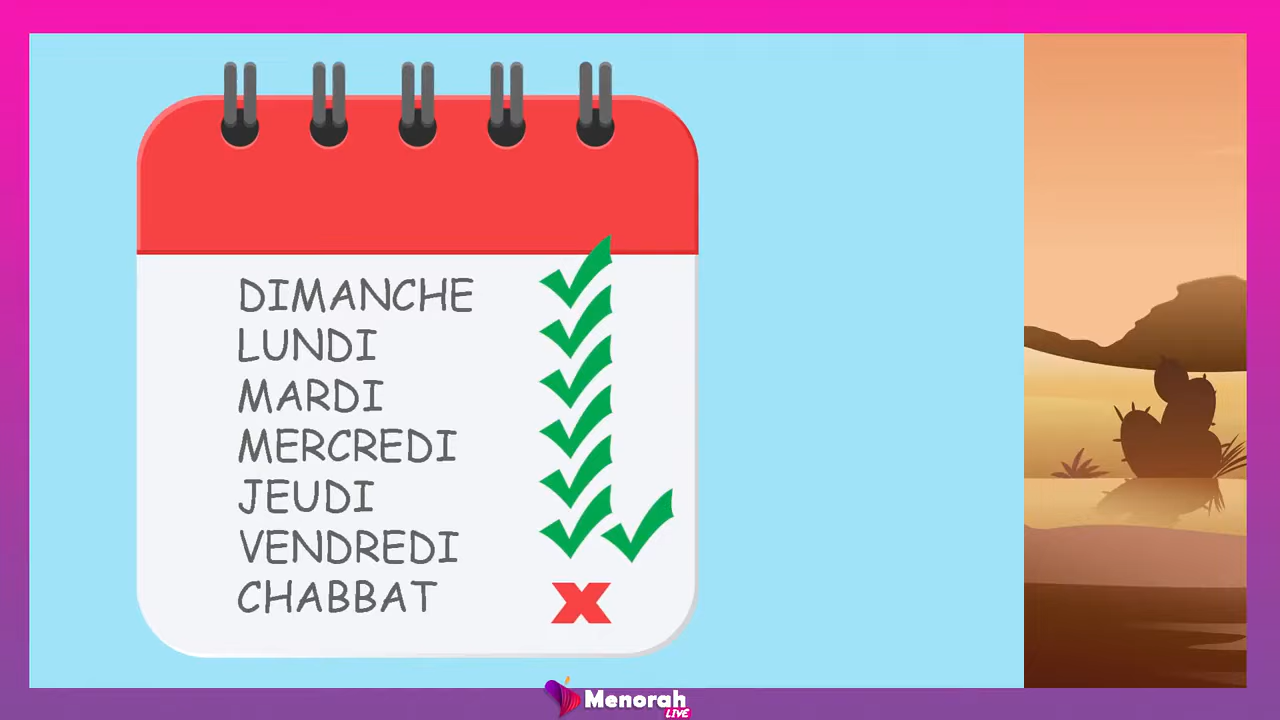 DIMANCHE
LUNDI
MARDI
MERCREDI
JEUDI
VENDREDI
CHABBAT
Menorah
LIVE